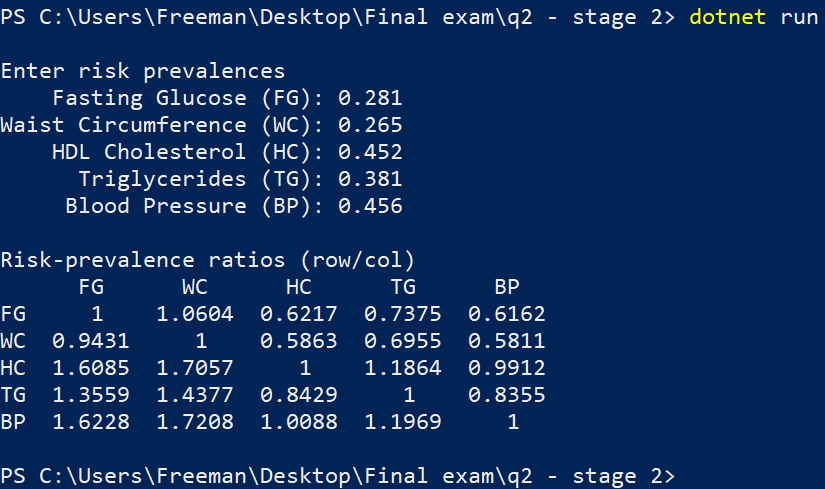 PS C:\Users\Freeman\Desktop\Final exam\q2 - stage 2> dotnet run
Enter risk prevalences
Fasting Glucose (FG): 0.281
Waist Circumference (WC): 0.265
HDL Cholesterol (HC): 0.452
Triglycerides (TG): 0.381
Blood Pressure (BP): 0.456
Risk-prevalence ratios (row/col)
FG WC HC TG BP
FG 1 1.0604 0.6217 0.7375 0.6162
WC 0.9431 1 0.5863 0.6955 0.5811
HC 1.6085 1.7057 1 1.1864 0.9912
TG 1.3559 1.4377 0.8429 1 0.8355
BP 1.6228 1.7208 1.0088 1.1969 1
PS C:\Users\Freeman\Desktop\Final exam\q2 - stage 2>